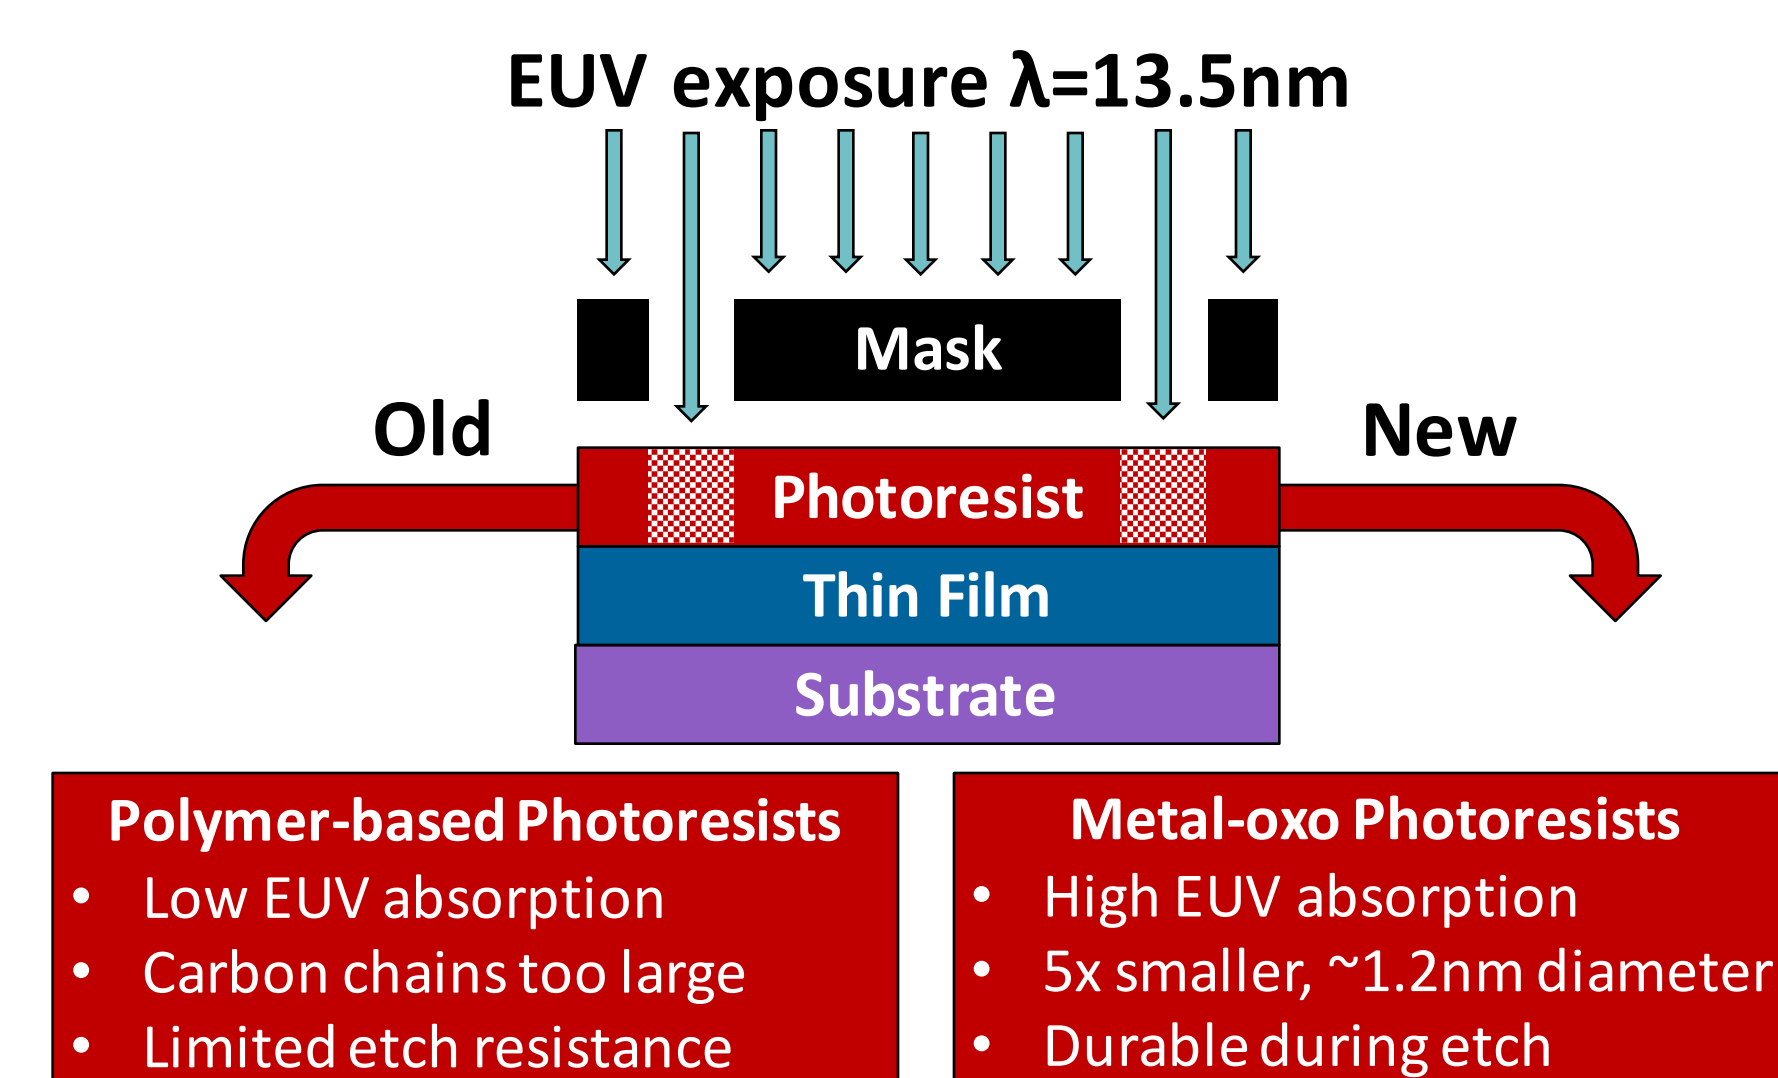 EUV exposure λ=13.5nm
Mask
Old
New
Photoresist
Thin Film
Substrate
Polymer-based Photoresists
• Low EUV absorption
• Carbon chains too large
• Limited etch resistance
Metal-oxo Photoresists
• High EUV absorption
• 5x smaller, ~1.2nm diameter
• Durable during etch